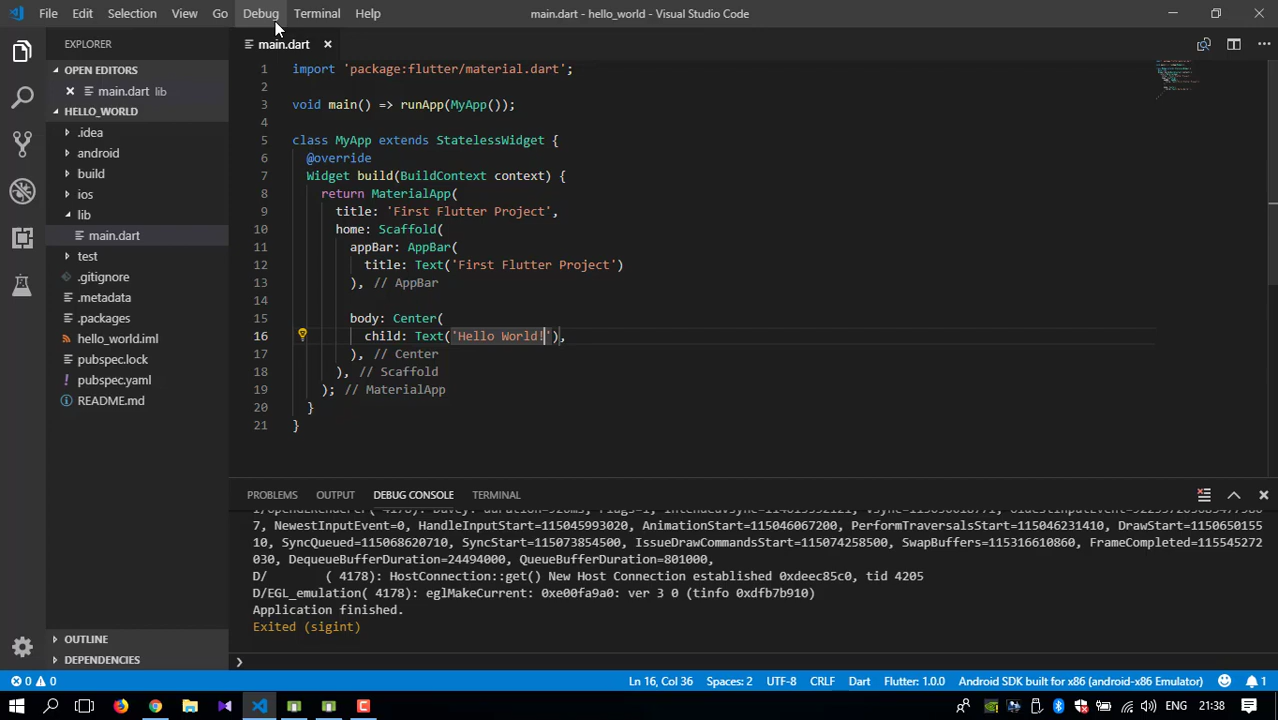 File Edit Selection View Go Debug Terminal Help
main.dart - hello_world - Visual Studio Code
EXPLORER
OPEN EDITORS
main.dart lib
HELLO_WORLD
.idea
android
build
ios
lib
main.dart
test
.gitignore
.metadata
.packages
hello_world.iml
pubspec.lock
pubspec.yaml
README.md
OUTLINE
DEPENDENCIES
main.dart
1 import 'package:flutter/material.dart';
2
3 void main() => runApp(MyApp());
4
5 class MyApp extends StatelessWidget {
6 @override
7 Widget build(BuildContext context) {
8 return MaterialApp(
9 title: 'First Flutter Project',
10 home: Scaffold(
11 appBar: AppBar(
12 title: Text('First Flutter Project')
13 ), // AppBar
14
15 body: Center(
16 child: Text('Hello World!'),
17 ), // Center
18 ), // Scaffold
19 ); // MaterialApp
20 }
21 }
PROBLEMS OUTPUT DEBUG CONSOLE TERMINAL
7, NewestInputEvent=0, HandleInputStart=115045993020, AnimationStart=115046067200, PerformTraversalsStart=115046231410, DrawStart=1150650155
10, SyncQueued=115068620710, SyncStart=115073854500, IssueDrawCommandsStart=115074258500, SwapBuffers=115316610860, FrameCompleted=115545272
030, DequeueBufferDuration=24494000, QueueBufferDuration=801000,
D/ ( 4178): HostConnection::get() New Host Connection established 0xdeec85c0, tid 4205
D/EGL_emulation( 4178): eglMakeCurrent: 0xe00fa9a0: ver 3 0 (tinfo 0xdfb7b910)
Application finished.
Exited (sigint)
0 0 Ln 16, Col 36 Spaces: 2 UTF-8 CRLF Dart Flutter: 1.0.0 Android SDK built for x86 (android-x86 Emulator) 1
ENG 21:38